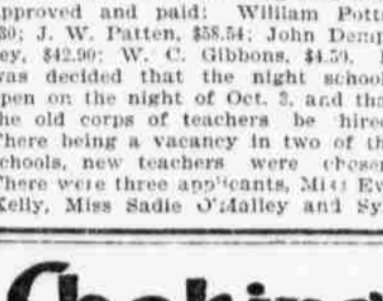 approved and paid: William Pott
$30; J. W. Patten, $58.54; John Demp
ey, $42.90; W. C. Gibbons, $4.50.
was decided that the night school
pen on the night of Oct. 3, and tha
he old corps of teachers be hired
There being a vacancy in two of th
chools, new teachers were chosen
There were three applicants, Miss Ev
Kelly, Miss Sadie O'Malley and Sy